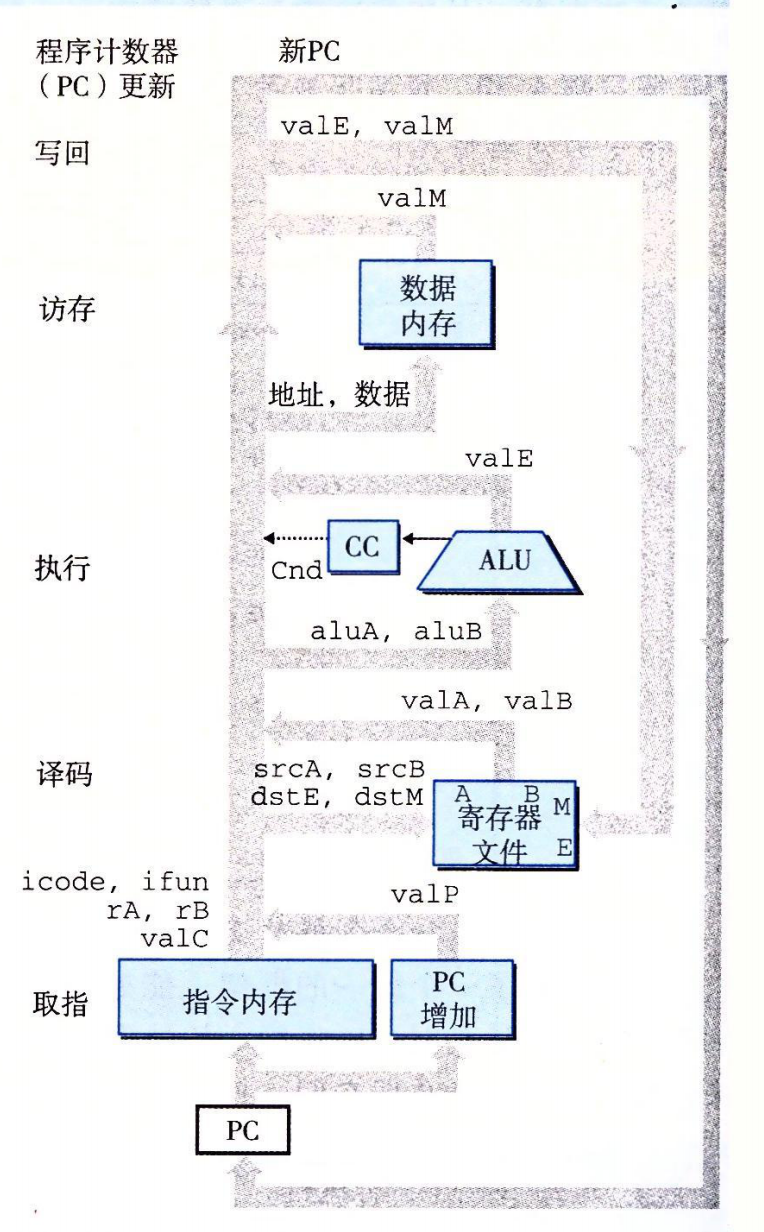 程序计数器
（PC）更新
新PC
valE, valM
写回
valM
数据
内存
访存
地址，数据
valE
CC
ALU
Cnd
执行
aluA, aluB
valA, valB
译码
srcA, srcB
dstE, dstM
A B
M
寄存器
文件
E
icode, ifun
rA, rB
valC
valP
取指
指令内存
PC
增加
PC